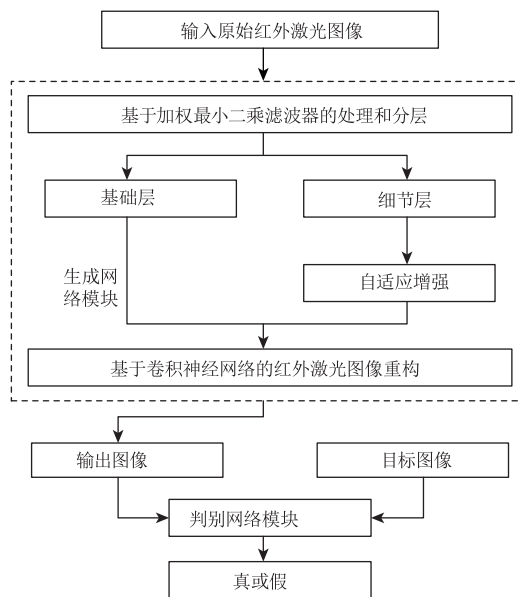 输入原始红外激光图像
基于加权最小二乘滤波器的处理和分层
基础层
细节层
生成网
络模块
自适应增强
基于卷积神经网络的红外激光图像重构
输出图像
目标图像
判别网络模块
真或假